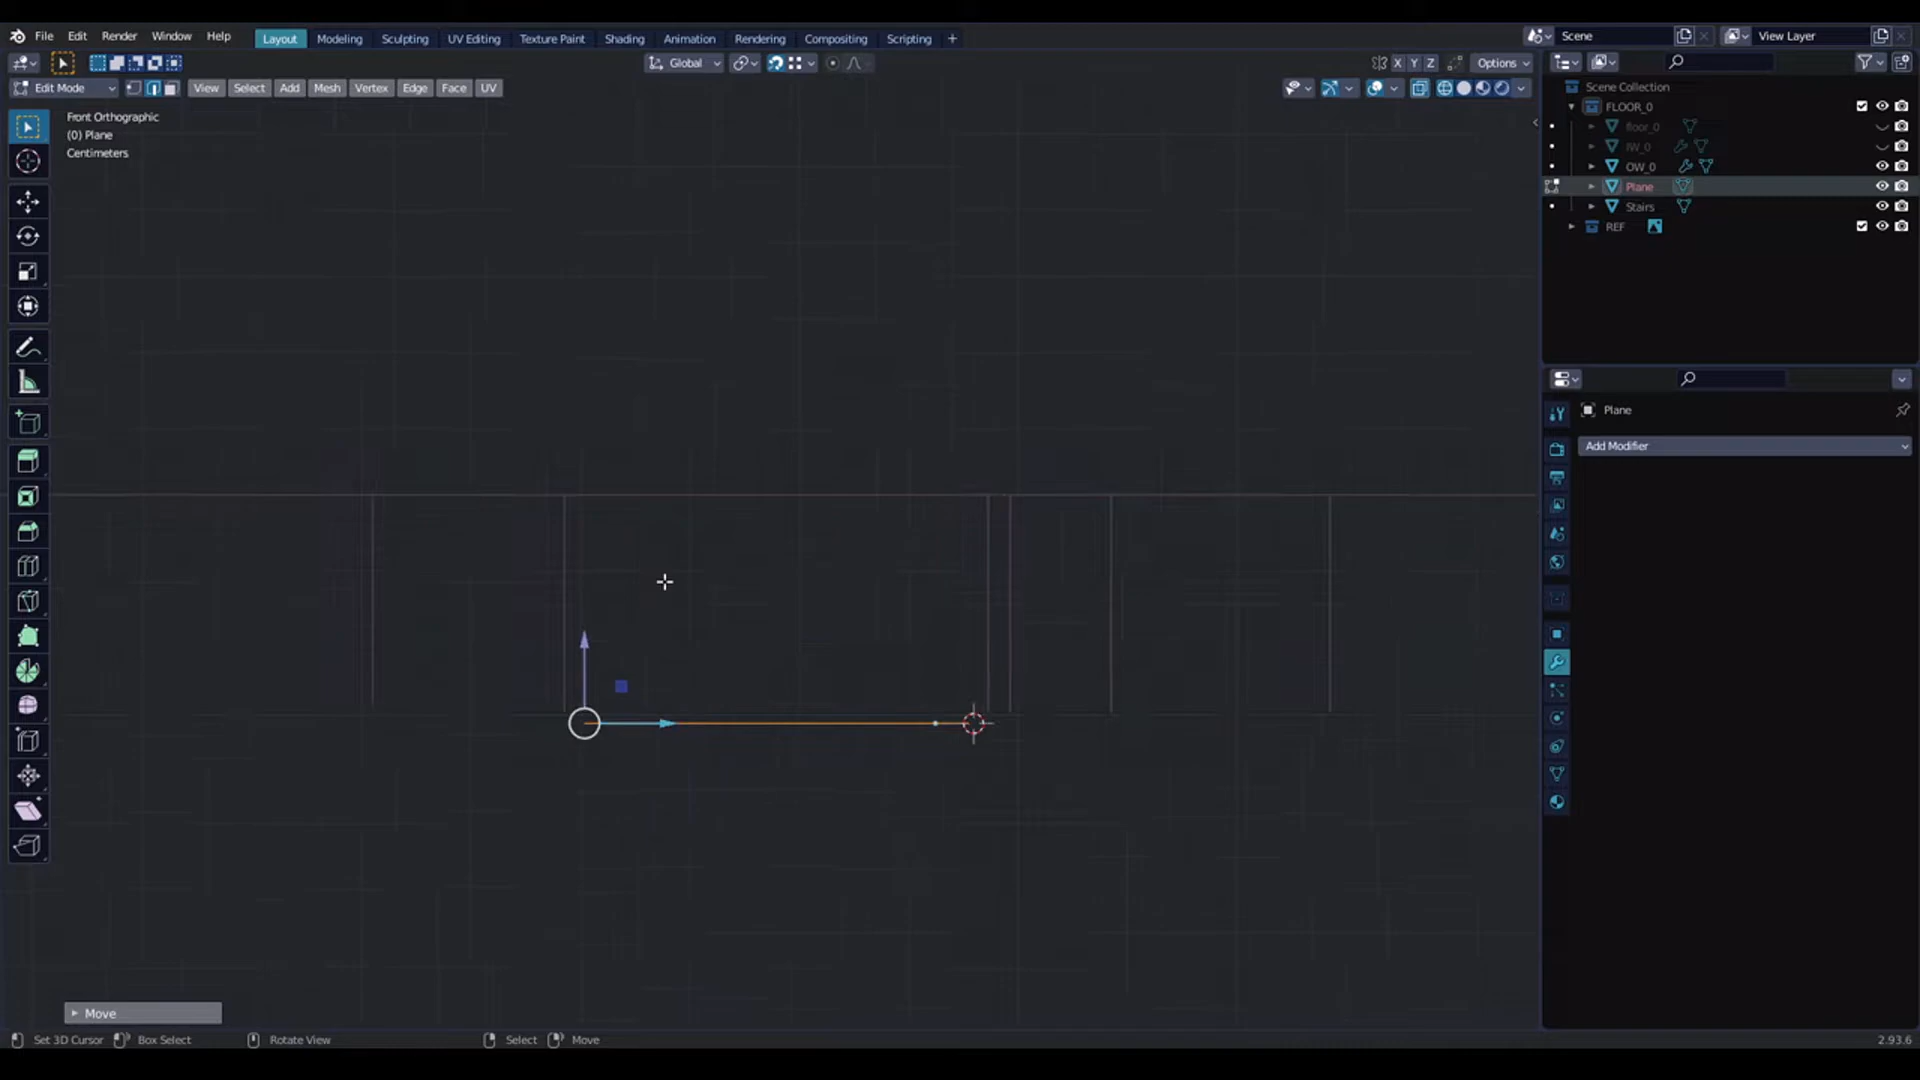 File Edit Render Window Help Layout Modeling Sculpting UV Editing Texture Paint Shading Animation Rendering Compositing Scripting + Scene View Layer
Global X Y Z Options
Edit Mode View Select Add Mesh Vertex Edge Face UV
Front Orthographic
(0) Plane
Centimeters
Scene Collection
FLOOR_0
floor_0
IW_0
OW_0
Plane
Stairs
REF
Plane
Add Modifier
Move
Set 3D Cursor Box Select Rotate View Select Move 2.93.6